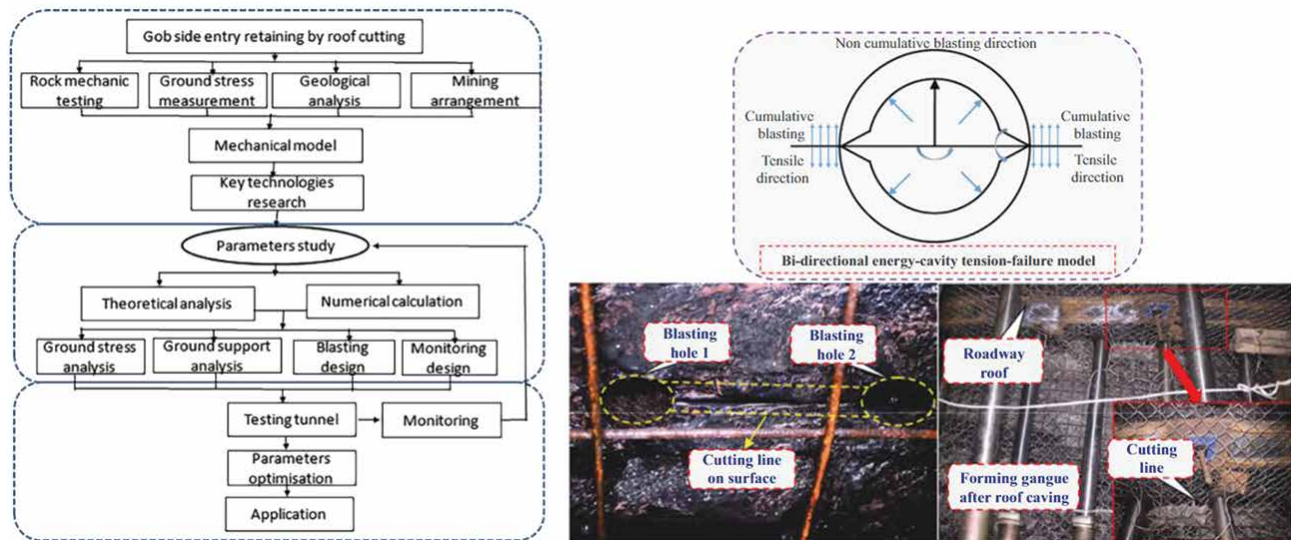 Gob side entry retaining by roof cutting
Rock mechanic
testing
Ground stress
measurement
Geological
analysis
Mining
arrangement
Mechanical model
Key technologies
research
Parameters study
Theoretical analysis
Numerical calculation
Ground stress
analysis
Ground support
analysis
Blasting
design
Monitoring
design
Testing tunnel
Monitoring
Parameters
optimisation
Application
Non cumulative blasting direction
Cumulative
blasting
Tensile
direction
Cumulative
blasting
Tensile
direction
Bi-directional energy-cavity tension-failure model
Blasting
hole 1
Blasting
hole 2
Cutting line
on surface
Roadway
roof
Forming gangue
after roof caving
Cutting
line